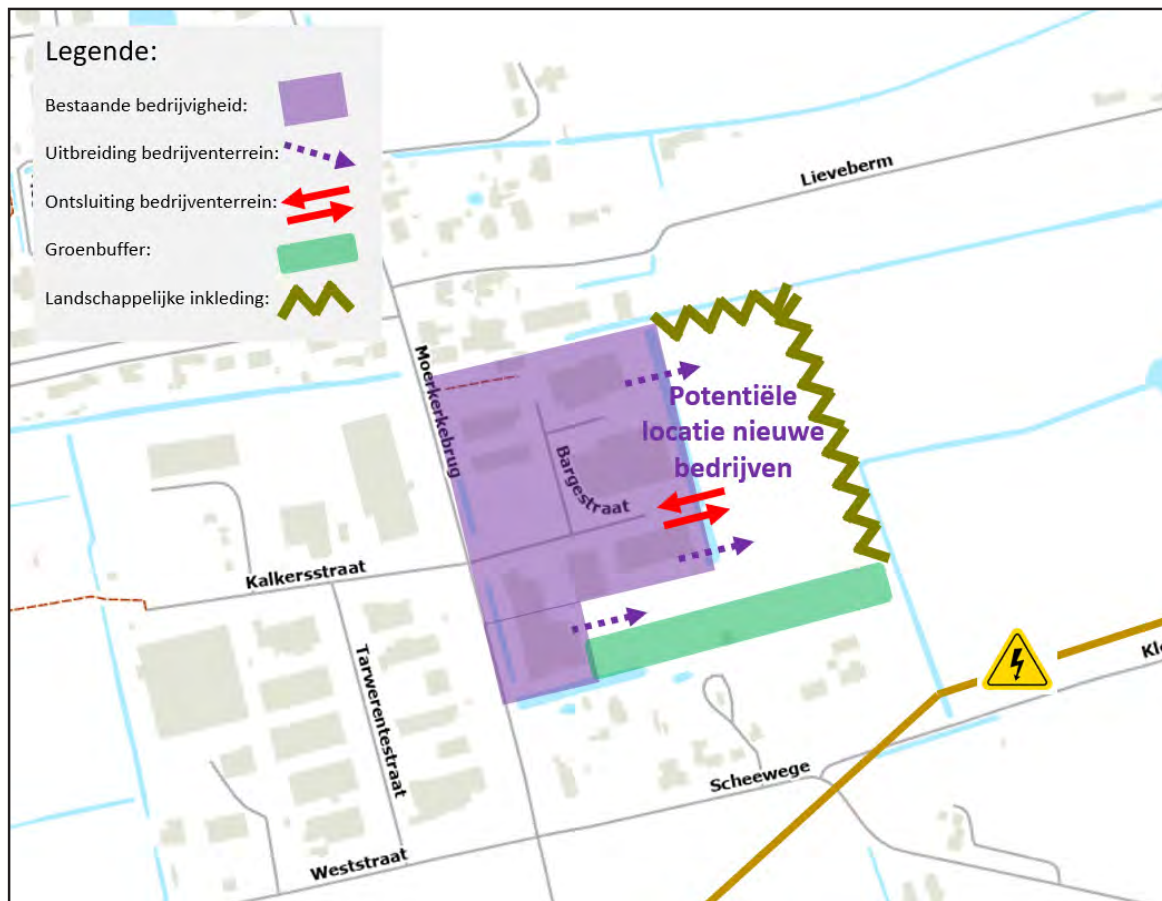 Legende:
Bestaande bedrijvigheid:
Uitbreiding bedrijventerrein:
Ontsluiting bedrijventerrein:
Groenbuffer:
Landschappelijke inkleding:
Lieveberm
Moerkerkebrug
Potentiële
locatie nieuwe
bedrijven
Bargestraat
Kalkersstraat
Tarwerentestraat
Kle
Scheewege
Weststraat